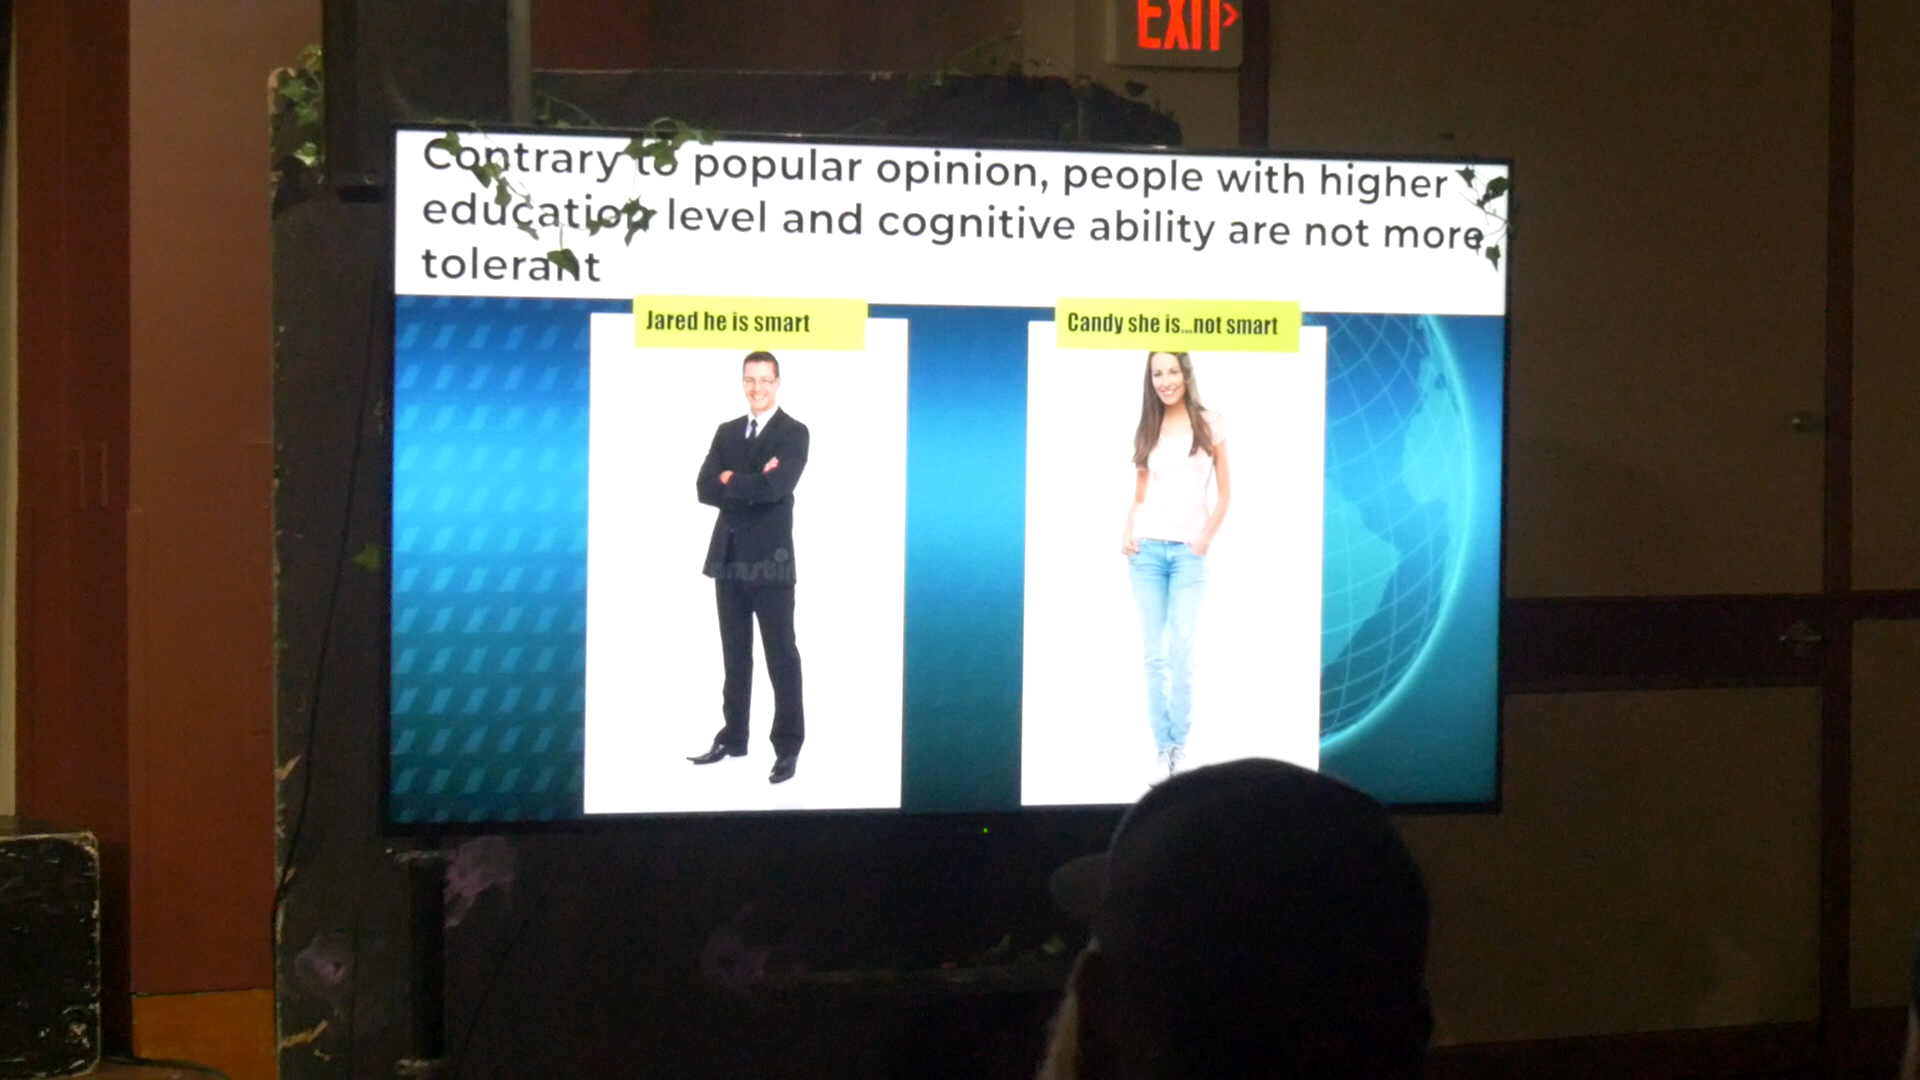 EXIT
Contrary to popular opinion, people with higher
education level and cognitive ability are not more
tolerant
Jared he is smart
Candy she is...not smart